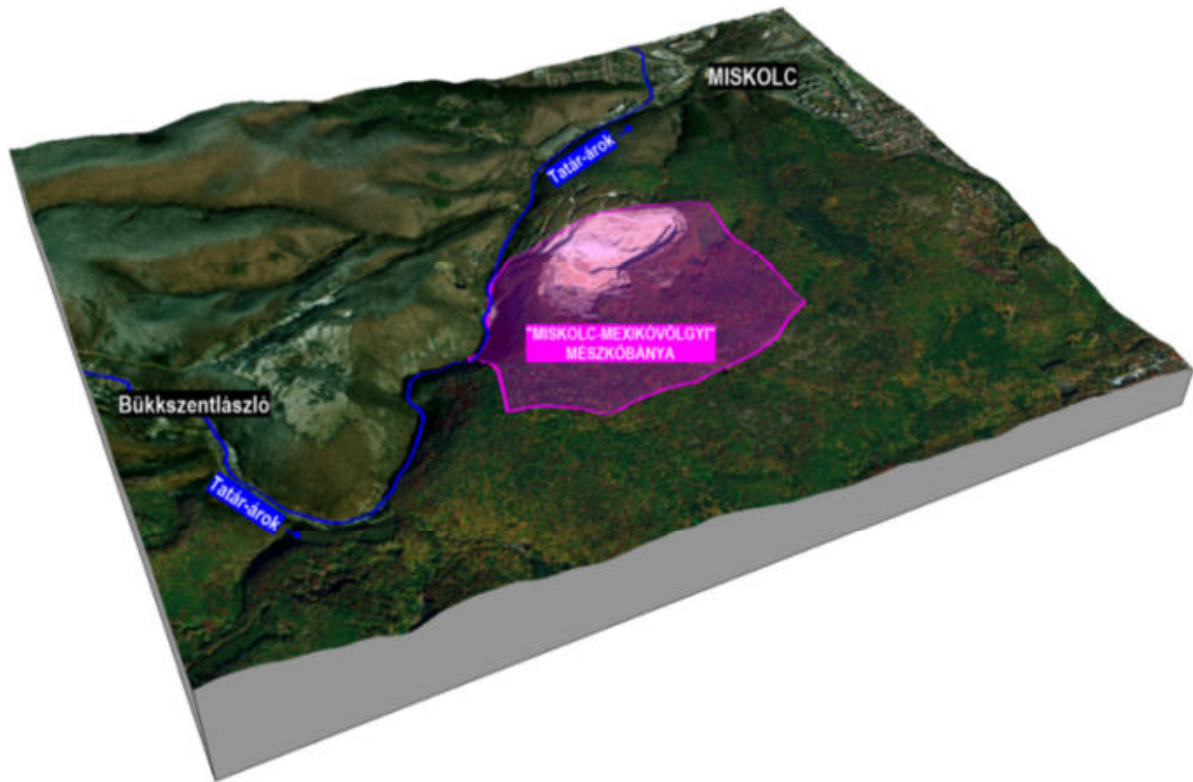 MISKOLC
Tatár-árok
"MISKOLC-MEXIKÓVÖLGYI"
MÉSZKŐBÁNYA
Bükkszentlászló
Tatár-árok